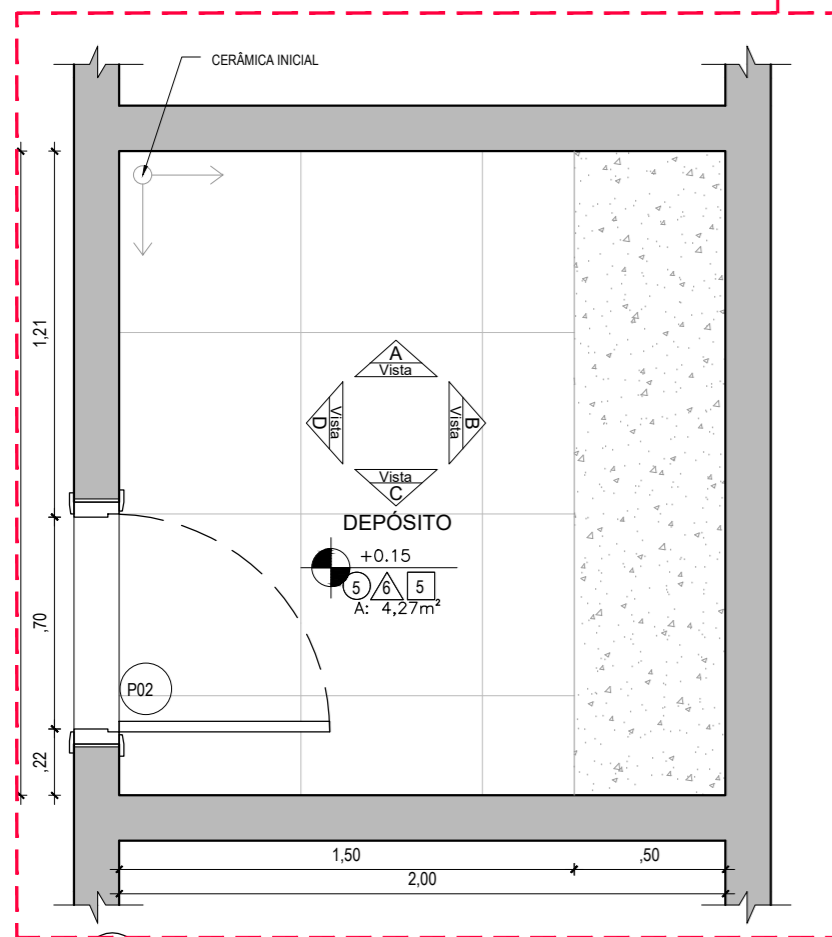 CERÂMICA INICIAL
1,21
A
Vista
D
Vista
Vista
B
Vista
C
DEPÓSITO
+0.15
5
6
5
A: 4,27m²
,70
P02
,22
1,50
,50
2,00